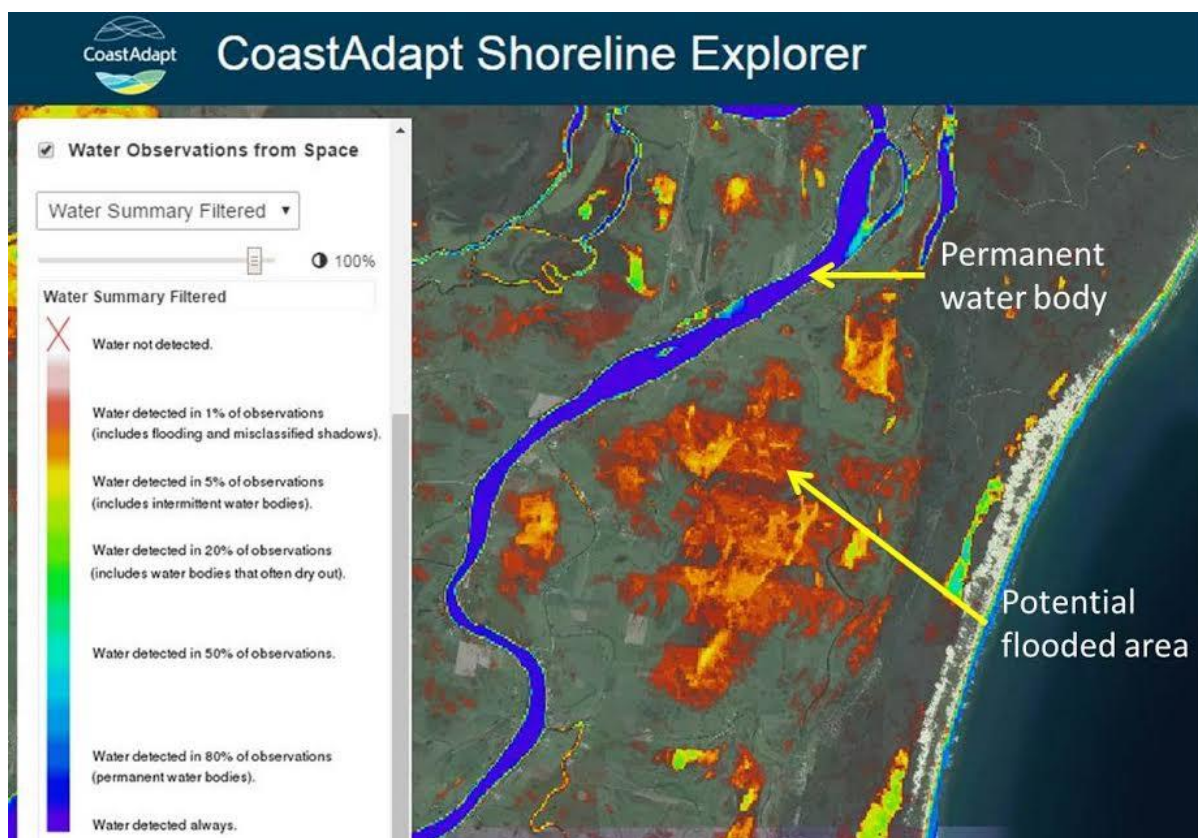 CoastAdapt
CoastAdapt Shoreline Explorer
Water Observations from Space
Water Summary Filtered
100%
Water Summary Filtered
Water not detected.
Water detected in 1% of observations
(includes flooding and misclassified shadows).
Water detected in 5% of observations
(includes intermittent water bodies).
Water detected in 20% of observations
(includes water bodies that often dry out).
Water detected in 50% of observations.
Water detected in 80% of observations
(permanent water bodies).
Water detected always.
Permanent
water body
Potential
flooded area